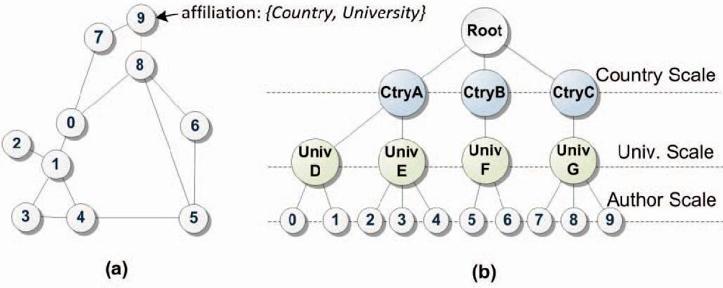 9
affiliation: {Country, University}
7
8
0
6
2
1
3
4
5
(a)
Root
Country Scale
CtryA CtryB CtryC
Univ. Scale
Univ D Univ E Univ F Univ G
Author Scale
0 1 2 3 4 5 6 7 8 9
(b)